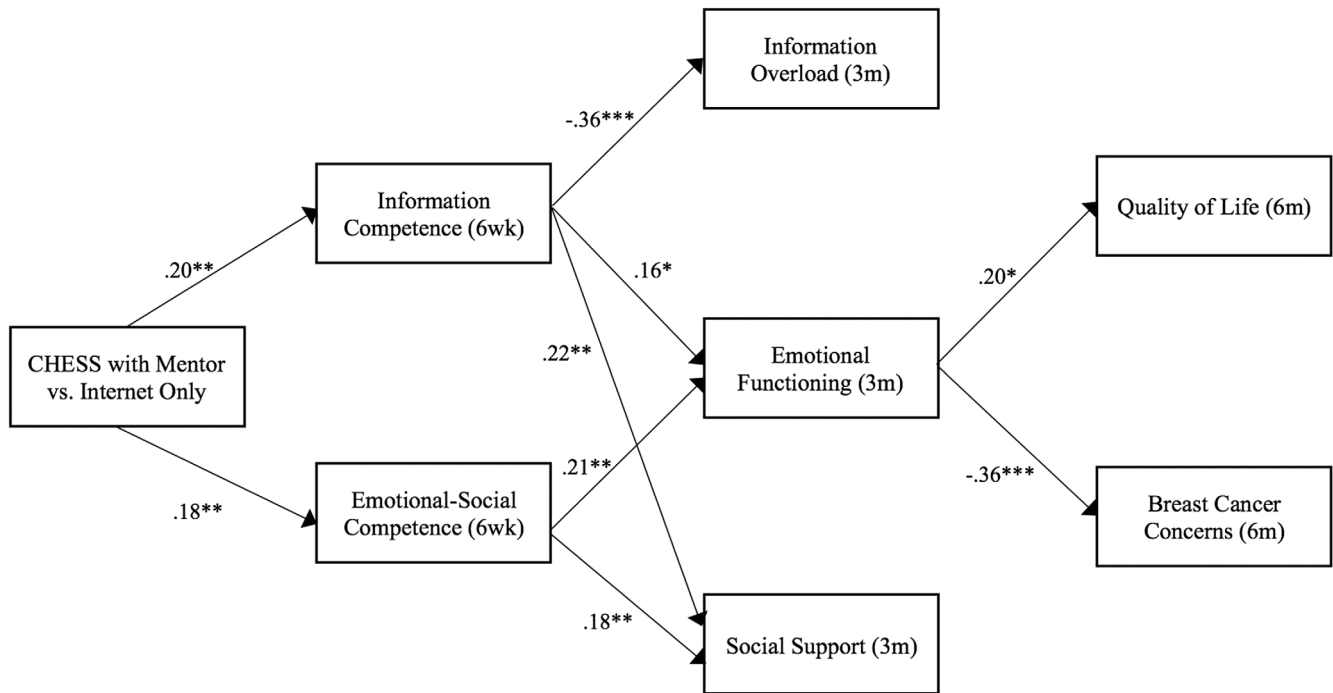 Information
Overload (3m)
-.36***
Information
Competence (6wk)
Quality of Life (6m)
.20**
.16*
.20*
CHESS with Mentor
vs. Internet Only
.22**
Emotional
Functioning (3m)
.18**
Emotional-Social
Competence (6wk)
.21**
-.36***
Breast Cancer
Concerns (6m)
.18**
Social Support (3m)